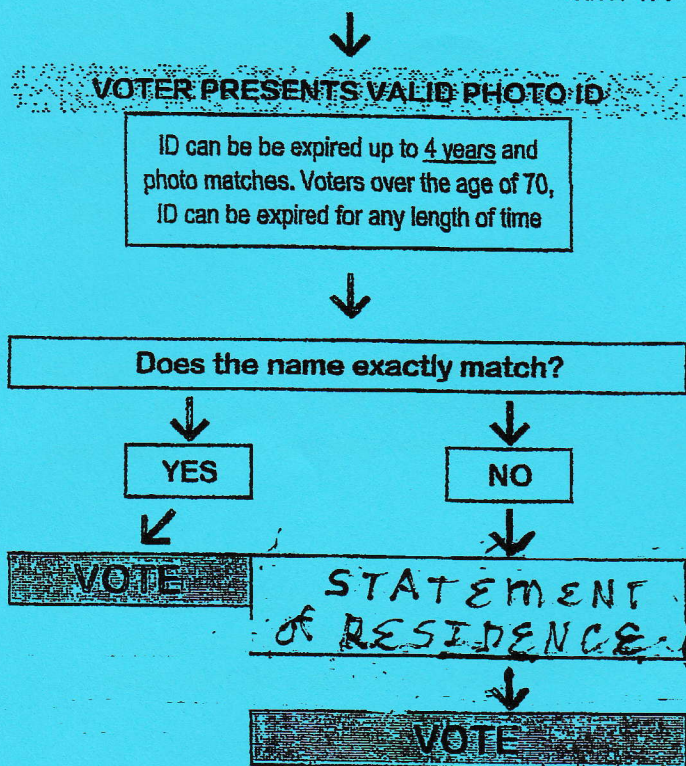 VOTER PRESENTS VALID PHOTO ID
ID can be be expired up to 4 years and
photo matches. Voters over the age of 70,
ID can be expired for any length of time
Does the name exactly match?
YES
NO
VOTE
STATEMENT
of RESIDENCE.
VOTE